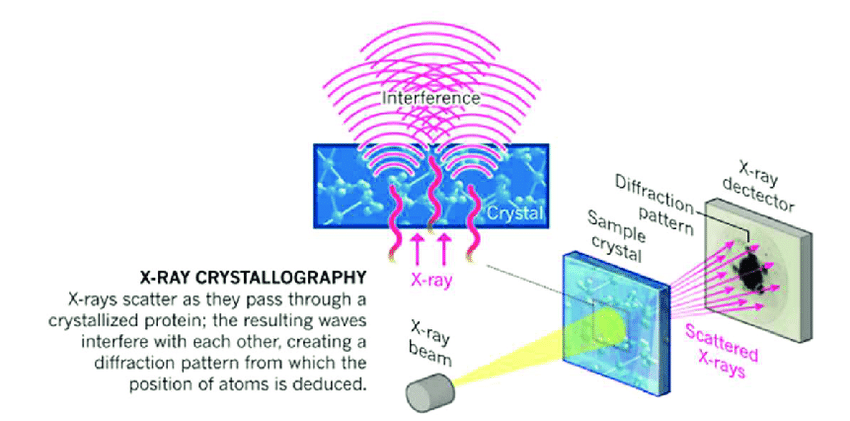 Interference
Crystal
X-ray
X-RAY CRYSTALLOGRAPHY
X-rays scatter as they pass through a
crystallized protein; the resulting waves
interfere with each other, creating a
diffraction pattern from which the
position of atoms is deduced.
X-ray
beam
Sample
crystal
Diffraction
pattern
X-ray
dectector
Scattered
X-rays